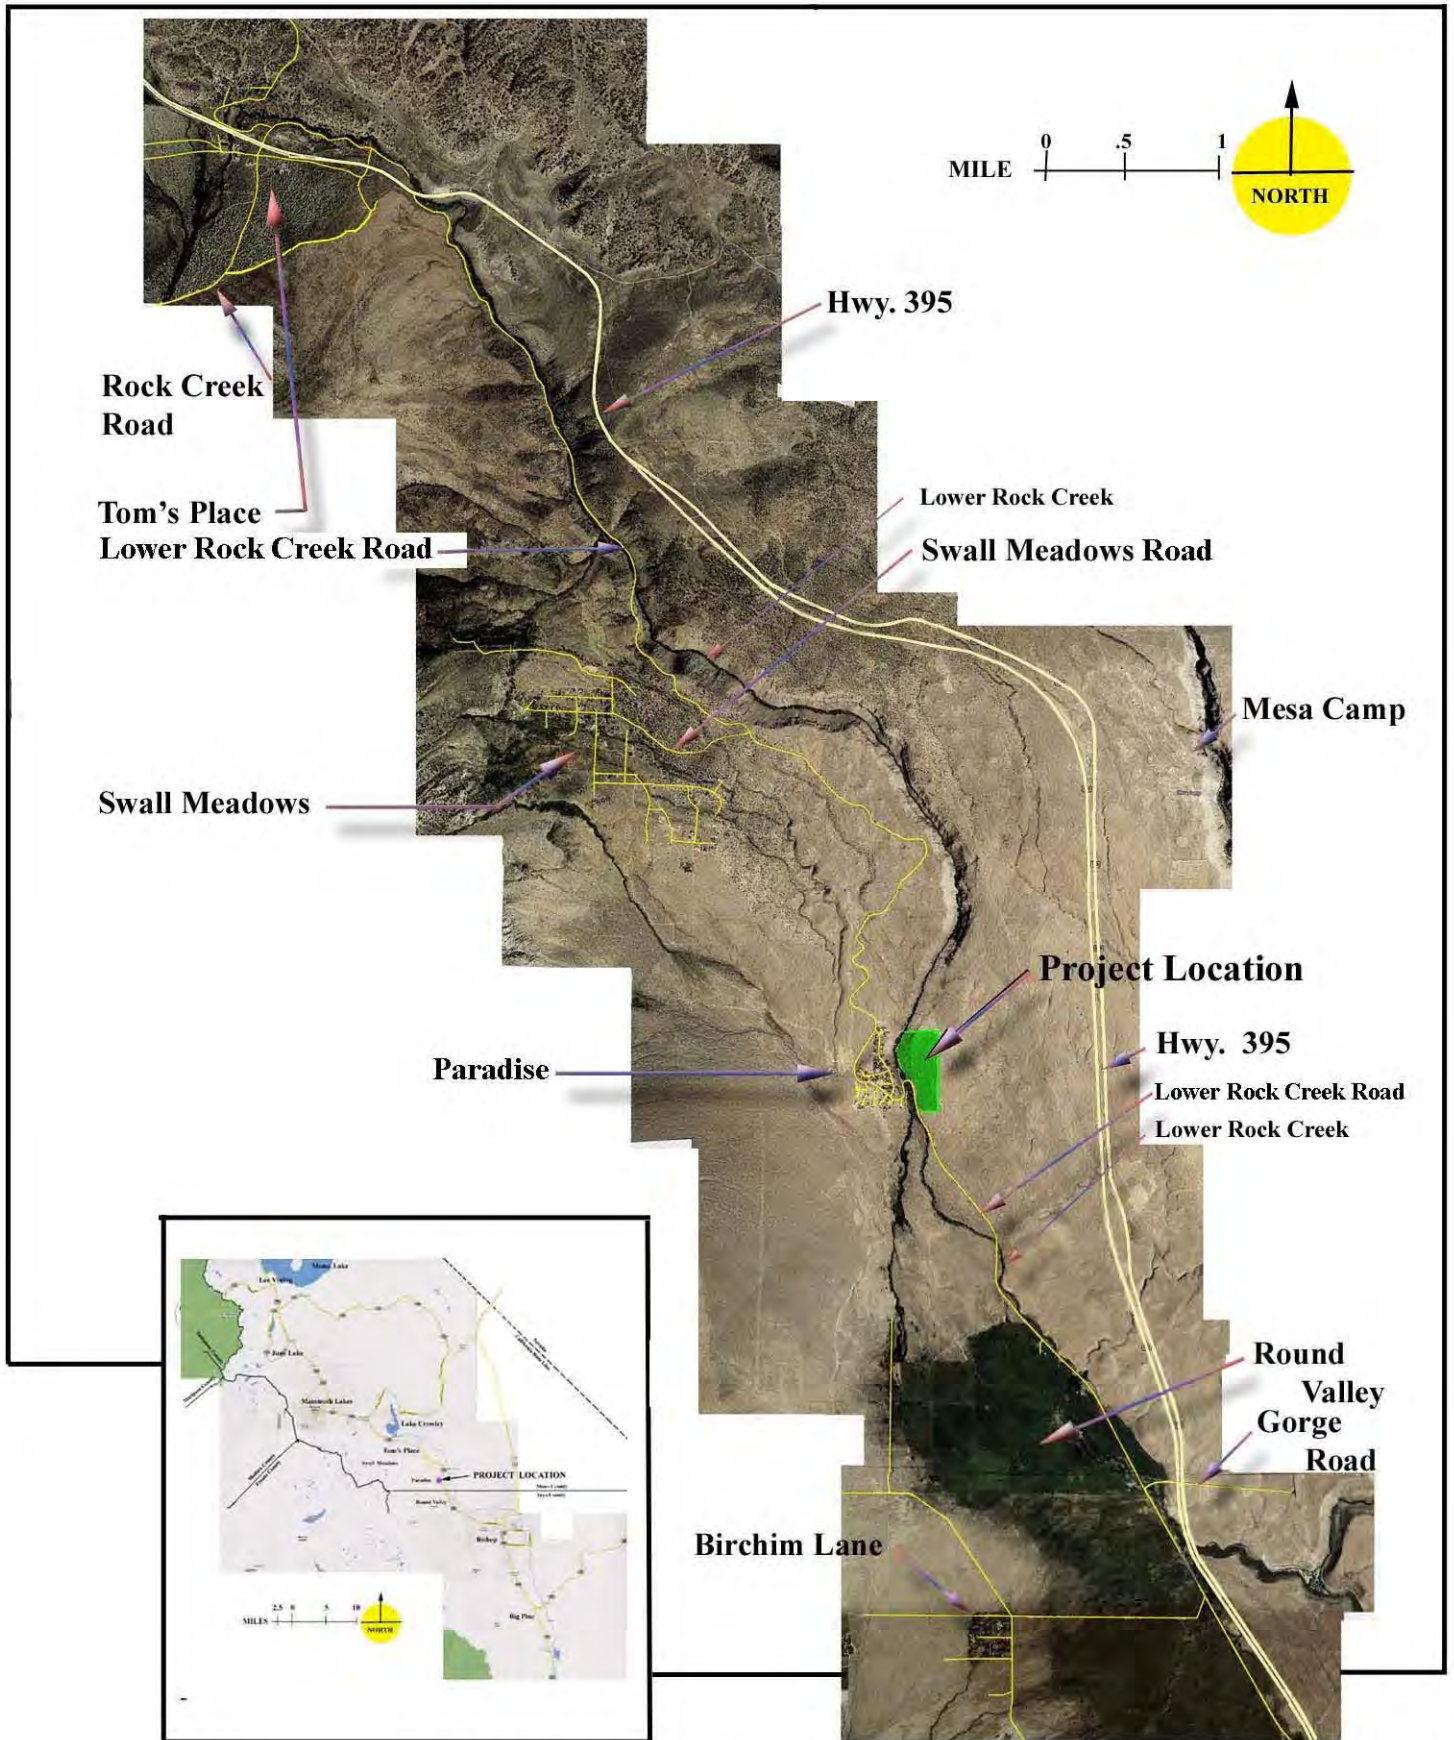 0 .5 1
MILE
NORTH
Hwy. 395
Rock Creek
Road
Lower Rock Creek
Tom's Place
Swall Meadows Road
Lower Rock Creek Road
Mesa Camp
Swall Meadows
Project Location
Hwy. 395
Paradise
Lower Rock Creek Road
Lower Rock Creek
Round
Valley
Gorge
Road
Birchim Lane
Mono Lake
Lee Vining
June Lake
Mammoth Lakes
Lake Crowley
Tom's Place
Swall Meadows
Paradise
PROJECT LOCATION
Round Valley
Bishop
Big Pine
2.5 0 5 10
MILES
NORTH